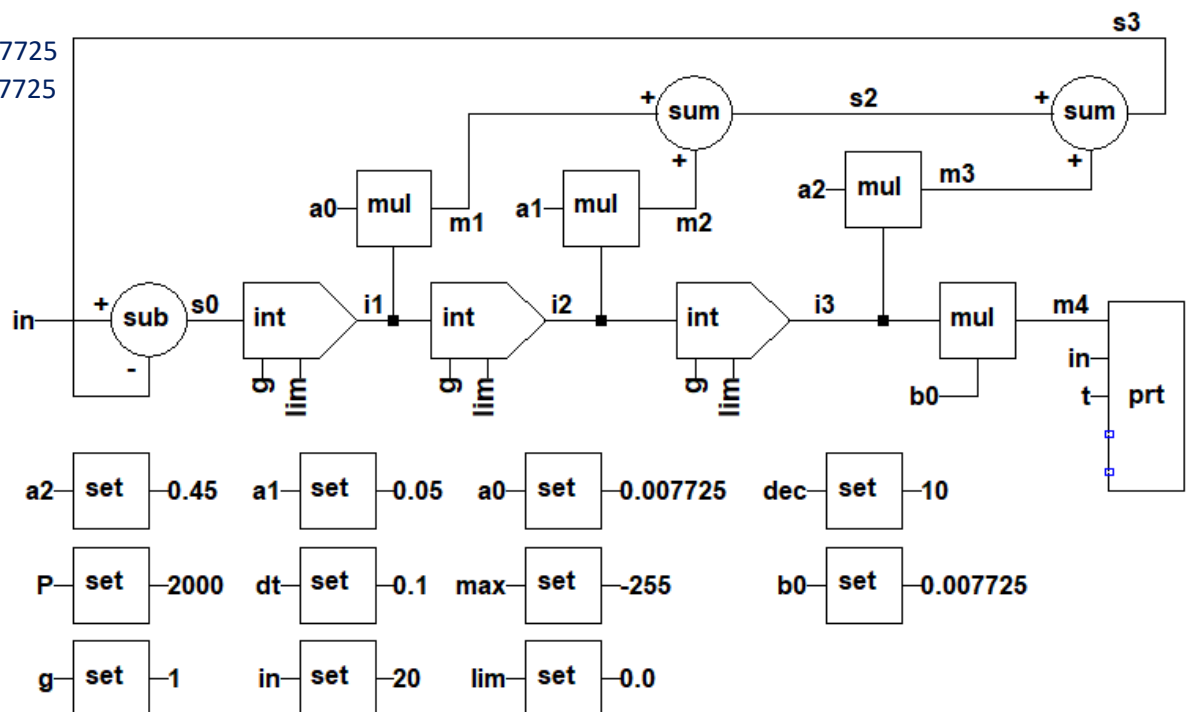 s3
7725
7725
+ sum s2 + sum
+ +
a0 mul m1 a1 mul m2 a2 mul m3
in + sub s0 int i1 int i2 int i3 mul m4
- g lim g lim g lim b0 in
t prt
a2 set 0.45 a1 set 0.05 a0 set 0.007725 dec set 10
P set 2000 dt set 0.1 max set -255 b0 set 0.007725
g set 1 in set 20 lim set 0.0